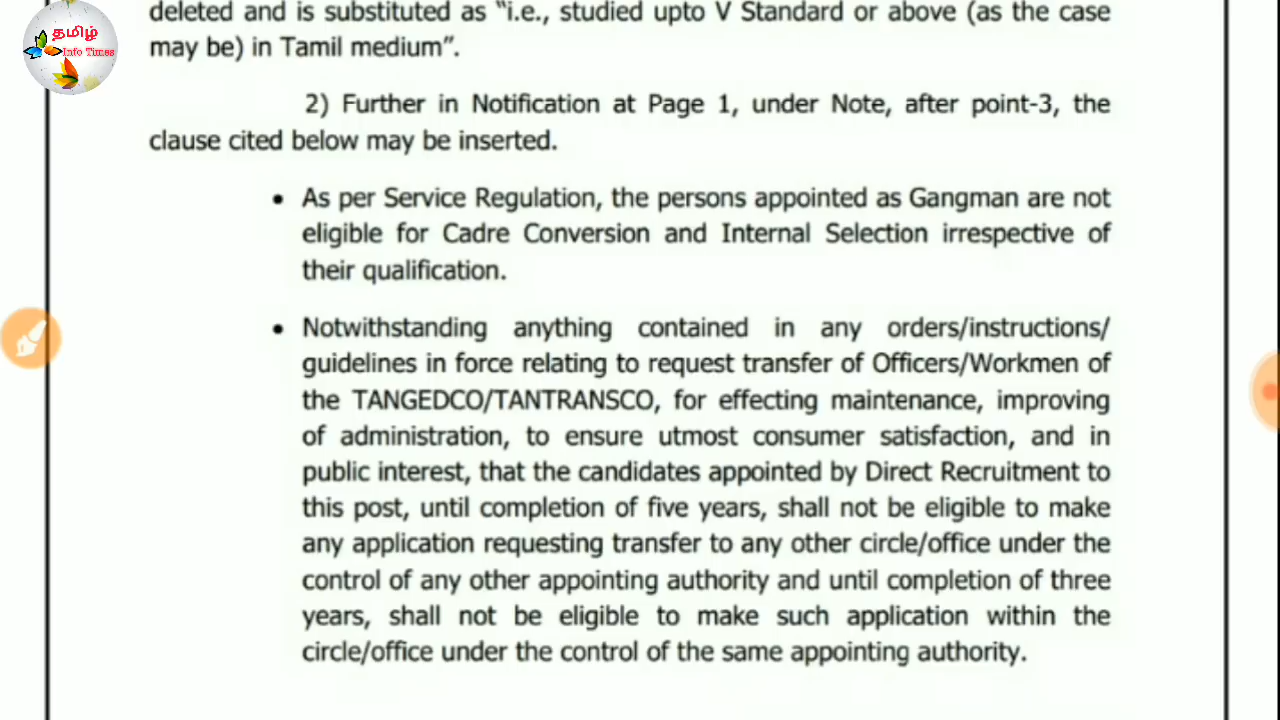 தமிழ்
Info Times
deleted and is substituted as “i.e., studied upto V Standard or above (as the case
may be) in Tamil medium”.
2) Further in Notification at Page 1, under Note, after point-3, the
clause cited below may be inserted.
• As per Service Regulation, the persons appointed as Gangman are not
eligible for Cadre Conversion and Internal Selection irrespective of
their qualification.
• Notwithstanding anything contained in any orders/instructions/
guidelines in force relating to request transfer of Officers/Workmen of
the TANGEDCO/TANTRANSCO, for effecting maintenance, improving
of administration, to ensure utmost consumer satisfaction, and in
public interest, that the candidates appointed by Direct Recruitment to
this post, until completion of five years, shall not be eligible to make
any application requesting transfer to any other circle/office under the
control of any other appointing authority and until completion of three
years, shall not be eligible to make such application within the
circle/office under the control of the same appointing authority.